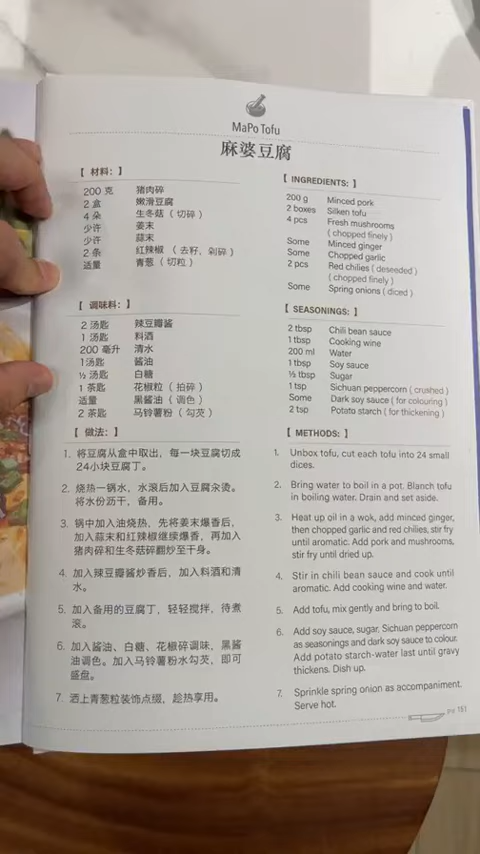 MaPo Tofu
麻婆豆腐
【 材料: 】
200 克 猪肉碎
2 盒 嫩滑豆腐
4 朵 生冬菇（ 切碎 ）
少许 姜末
少许 蒜末
2 条 红辣椒 （ 去籽，剁碎 ）
适量 青葱（ 切粒 ）
【 调味料: 】
2 汤匙 辣豆瓣酱
1 汤匙 料酒
200 毫升 清水
1汤匙 酱油
½ 汤匙 白糖
1 茶匙 花椒粒（ 拍碎 ）
适量 黑酱油（ 调色 ）
2 茶匙 马铃薯粉（ 勾芡 ）
【 做法: 】
1. 将豆腐从盒中取出，每一块豆腐切成
24小块豆腐丁。
2. 烧热一锅水，水滚后加入豆腐汆烫。
将水份沥干，备用。
3. 锅中加入油烧热，先将姜末爆香后，
加入蒜末和红辣椒继续爆香，再加入
猪肉碎和生冬菇碎翻炒至干身。
4. 加入辣豆瓣酱炒香后，加入料酒和清
水。
5. 加入备用的豆腐丁，轻轻搅拌，待煮
滚。
6. 加入酱油、白糖、花椒碎调味，黑酱
油调色。加入马铃薯粉水勾芡，即可
盛盘。
7. 洒上青葱粒装饰点缀，趁热享用。
[ INGREDIENTS: ]
200 g Minced pork
2 boxes Silken tofu
4 pcs Fresh mushrooms
( chopped finely )
Some Minced ginger
Some Chopped garlic
2 pcs Red chilies ( deseeded )
( chopped finely )
Some Spring onions ( diced )
[ SEASONINGS: ]
2 tbsp Chili bean sauce
1 tbsp Cooking wine
200 ml Water
1 tbsp Soy sauce
½ tbsp Sugar
1 tsp Sichuan peppercorn ( crushed )
Some Dark soy sauce ( for colouring )
2 tsp Potato starch ( for thickening )
[ METHODS: ]
1. Unbox tofu, cut each tofu into 24 small
dices.
2. Bring water to boil in a pot. Blanch tofu
in boiling water. Drain and set aside.
3. Heat up oil in a wok, add minced ginger,
then chopped garlic and red chilies, stir fry
until aromatic. Add pork and mushrooms,
stir fry until dried up.
4. Stir in chili bean sauce and cook until
aromatic. Add cooking wine and water.
5. Add tofu, mix gently and bring to boil.
6. Add soy sauce, sugar, Sichuan peppercorn
as seasonings and dark soy sauce to colour.
Add potato starch-water last until gravy
thickens. Dish up.
7. Sprinkle spring onion as accompaniment.
Serve hot.
151